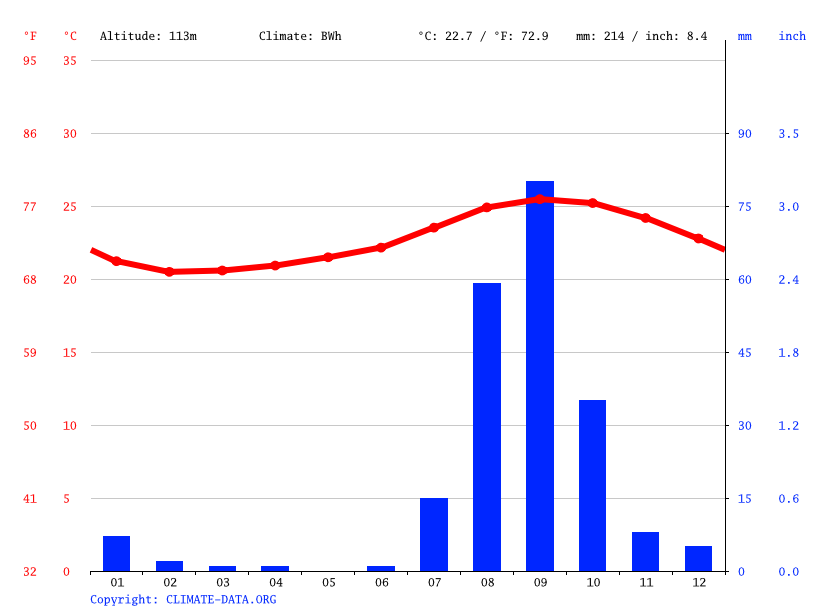 °F °C Altitude: 113m Climate: BWh °C: 22.7 / °F: 72.9 mm: 214 / inch: 8.4 mm inch
95 35
86 30 90 3.5
77 25 75 3.0
68 20 60 2.4
59 15 45 1.8
50 10 30 1.2
41 5 15 0.6
32 0 0 0.0
01 02 03 04 05 06 07 08 09 10 11 12
Copyright: CLIMATE-DATA.ORG